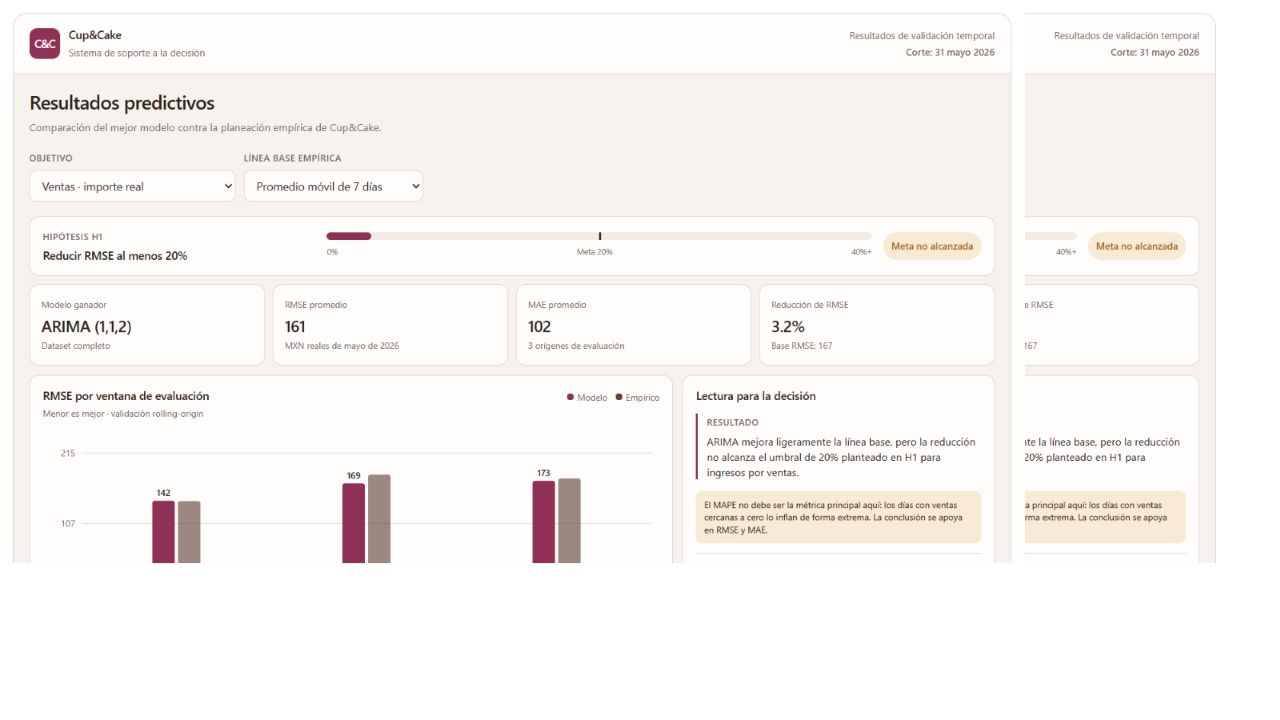 C&C
Cup&Cake
Sistema de soporte a la decisión
Resultados de validación temporal
Corte: 31 mayo 2026
Resultados de validación temporal
Corte: 31 mayo 2026
Resultados predictivos
Comparación del mejor modelo contra la planeación empírica de Cup&Cake.
OBJETIVO
LÍNEA BASE EMPÍRICA
Ventas · importe real
Promedio móvil de 7 días
HIPÓTESIS H1
Reducir RMSE al menos 20%
0%
Meta 20%
40%+
Meta no alcanzada
40%+
Meta no alcanzada
Modelo ganador
ARIMA (1,1,2)
Dataset completo
RMSE promedio
161
MXN reales de mayo de 2026
MAE promedio
102
3 orígenes de evaluación
Reducción de RMSE
3.2%
Base RMSE: 167
e RMSE
167
RMSE por ventana de evaluación
Menor es mejor · validación rolling-origin
Modelo
Empírico
215
107
142
169
173
Lectura para la decisión
RESULTADO
ARIMA mejora ligeramente la línea base, pero la reducción
no alcanza el umbral de 20% planteado en H1 para
ingresos por ventas.
El MAPE no debe ser la métrica principal aquí: los días con ventas
cercanas a cero lo inflan de forma extrema. La conclusión se apoya
en RMSE y MAE.
nte la línea base, pero la reducción
20% planteado en H1 para
a principal aquí: los días con ventas
rma extrema. La conclusión se apoya